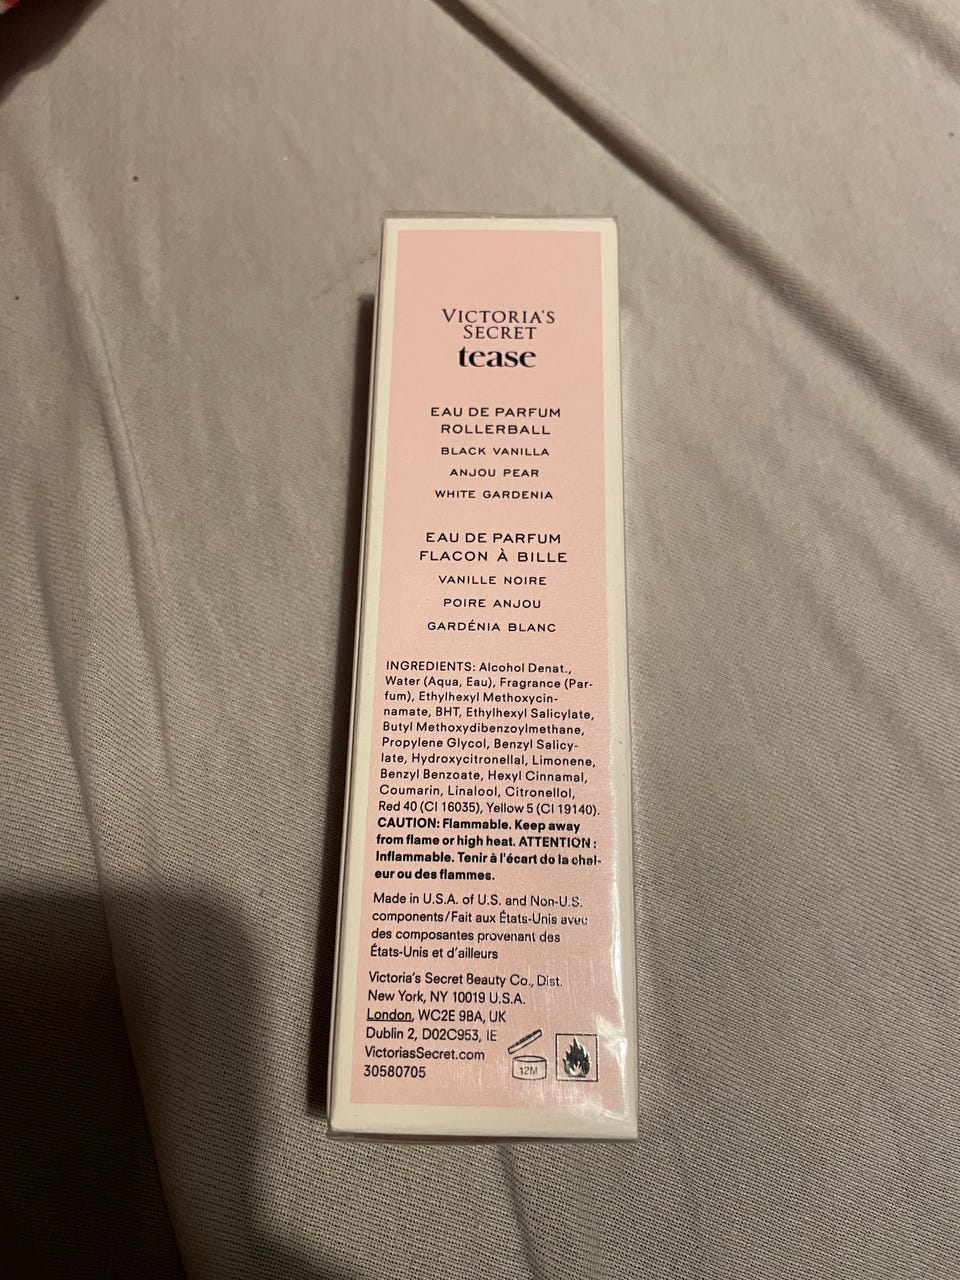 VICTORIA'S
SECRET
tease
EAU DE PARFUM
ROLLERBALL
BLACK VANILLA
ANJOU PEAR
WHITE GARDENIA
EAU DE PARFUM
FLACON À BILLE
VANILLE NOIRE
POIRE ANJOU
GARDÉNIA BLANC
INGREDIENTS: Alcohol Denat.,
Water (Aqua, Eau), Fragrance (Par-
fum), Ethylhexyl Methoxycin-
namate, BHT, Ethylhexyl Salicylate,
Butyl Methoxydibenzoylmethane,
Propylene Glycol, Benzyl Salicy-
late, Hydroxycitronellal, Limonene,
Benzyl Benzoate, Hexyl Cinnamal,
Coumarin, Linalool, Citronellol,
Red 40 (CI 16035), Yellow 5 (CI 19140).
CAUTION: Flammable. Keep away
from flame or high heat. ATTENTION :
Inflammable. Tenir à l'écart de la chal-
eur ou des flammes.
Made in U.S.A. of U.S. and Non-U.S.
components/Fait aux États-Unis avec
des composantes provenant des
États-Unis et d'ailleurs
Victoria's Secret Beauty Co., Dist.
New York, NY 10019 U.S.A.
London, WC2E 9BA, UK
Dublin 2, D02C953, IE
VictoriasSecret.com
30580705
12M